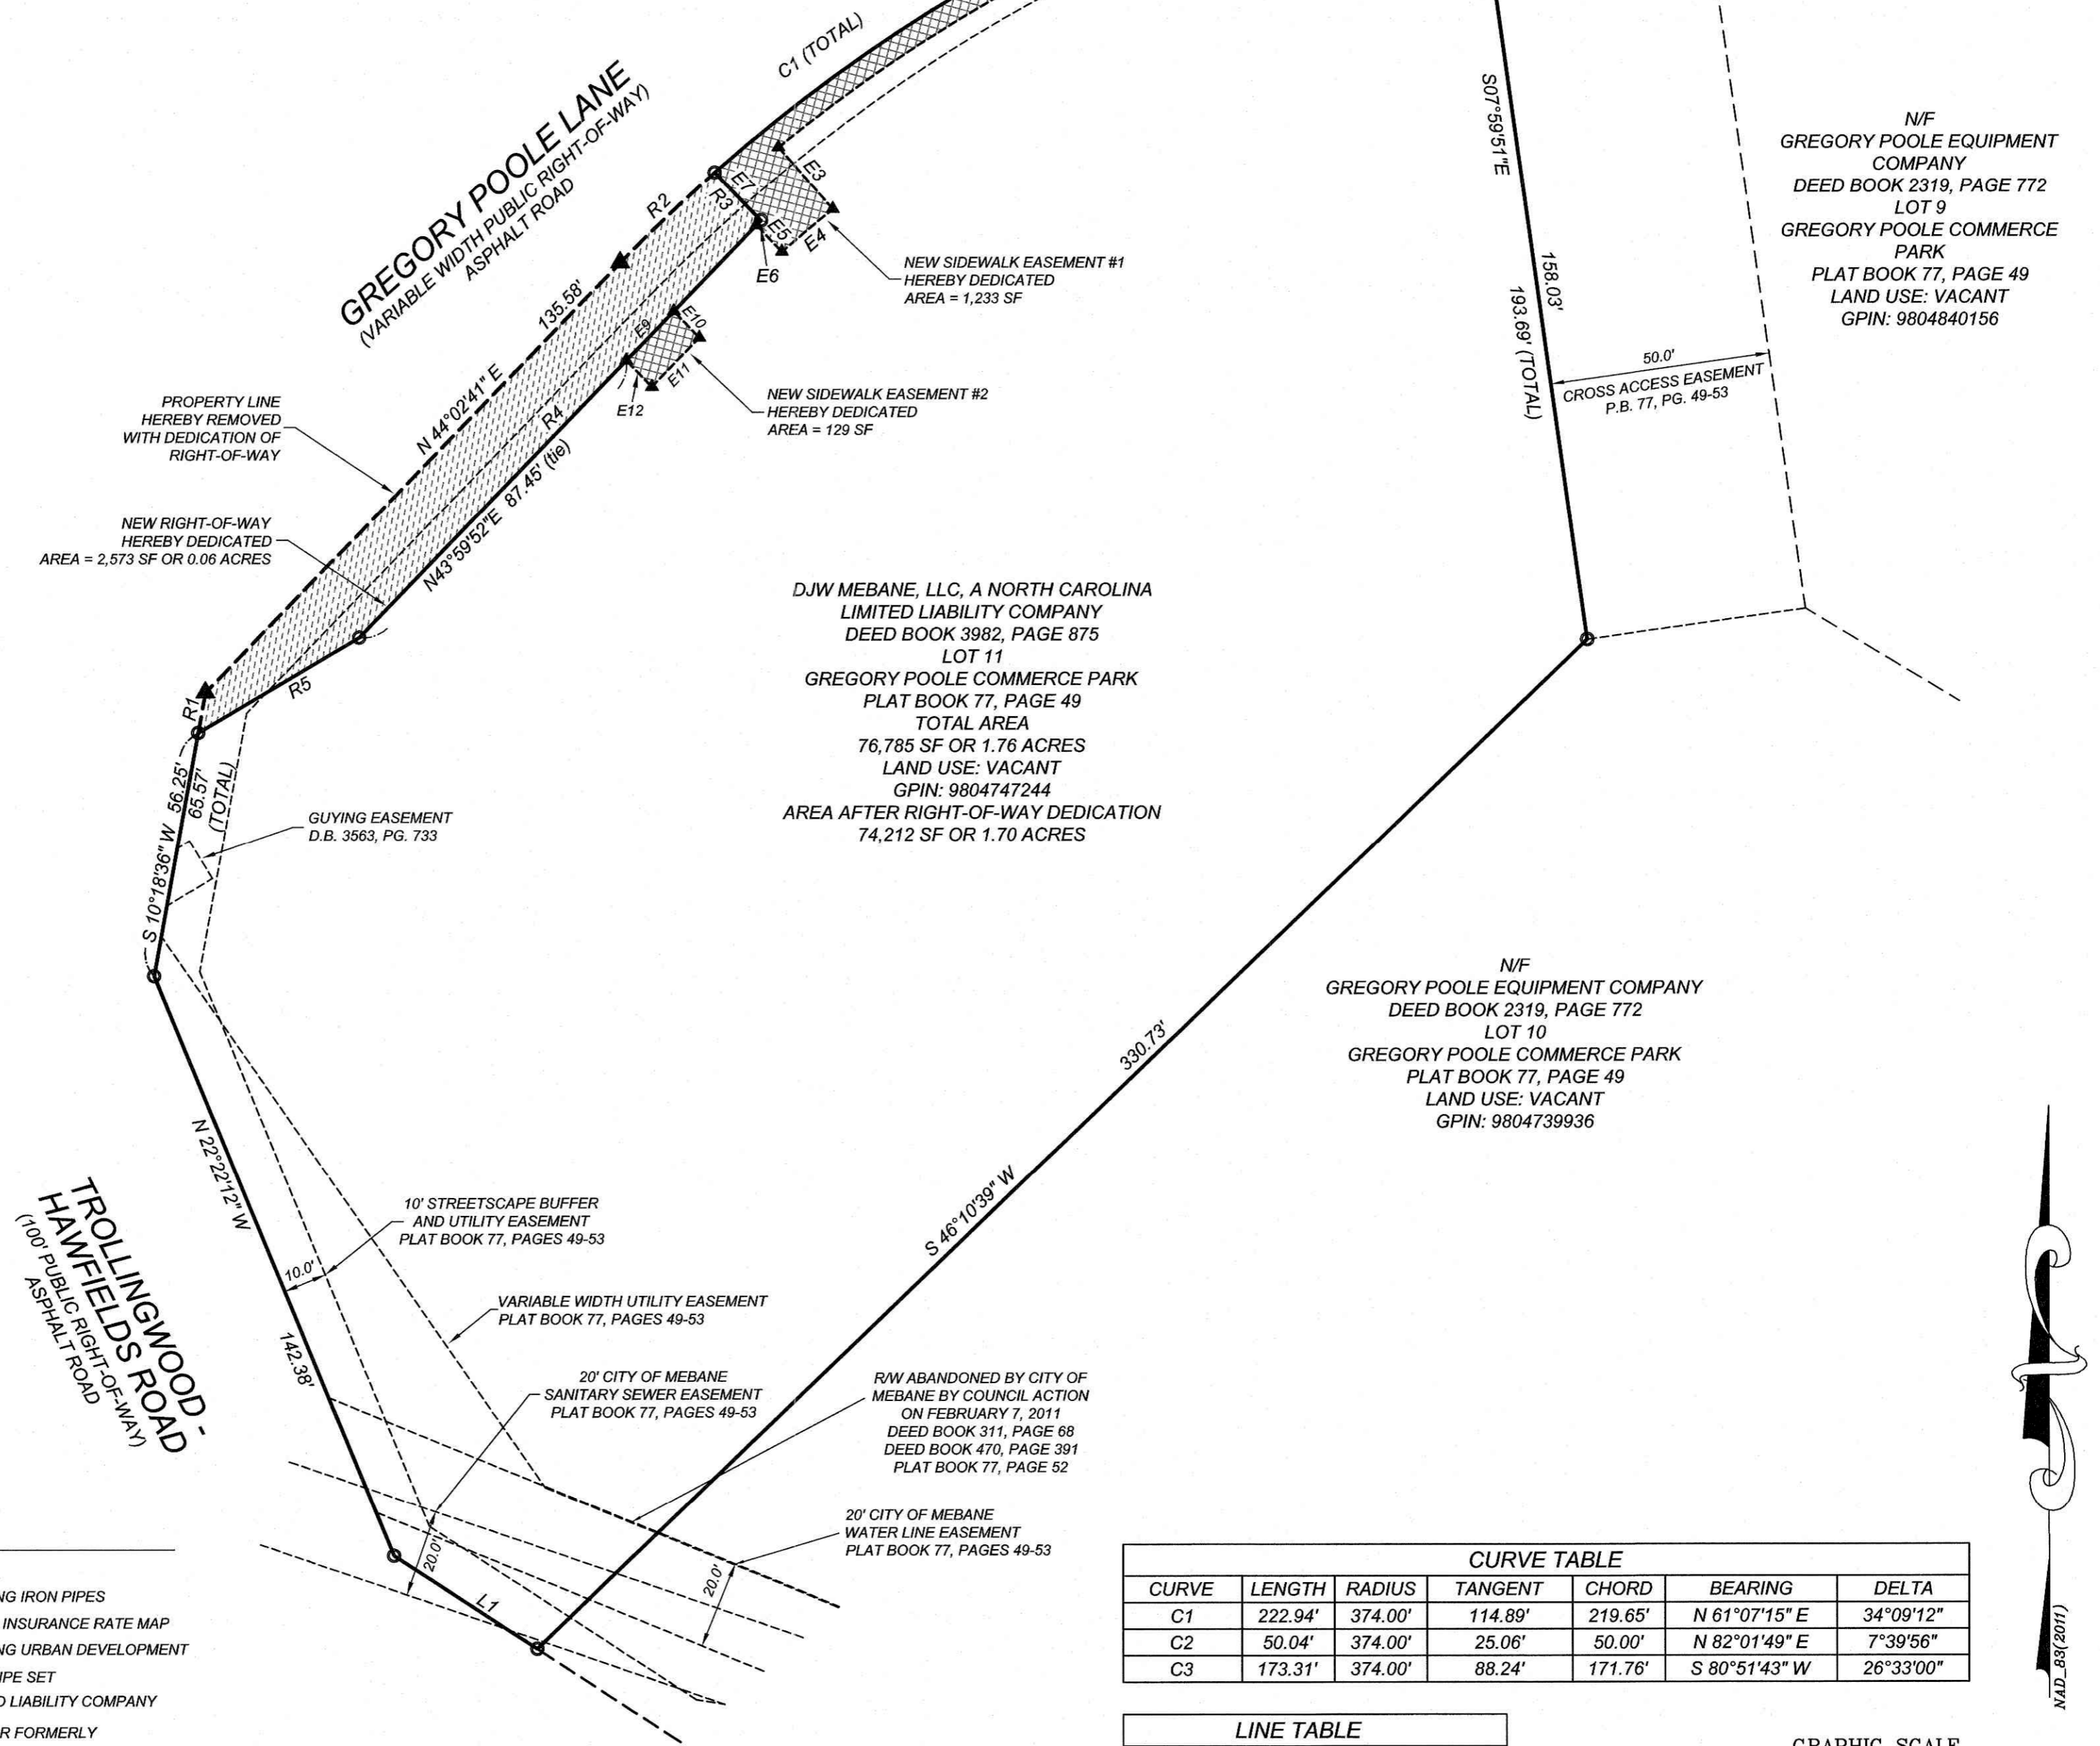 C1 (TOTAL)
GREGORY POOLE LANE
(VARIABLE WIDTH PUBLIC RIGHT-OF-WAY)
ASPHALT ROAD
R2
R3
E7
E3
E5
E4
E6
NEW SIDEWALK EASEMENT #1
HEREBY DEDICATED
AREA = 1,233 SF
S07°59'51"E
158.03'
193.69' (TOTAL)
50.0'
CROSS ACCESS EASEMENT
P.B. 77, PG. 49-53
N/F
GREGORY POOLE EQUIPMENT
COMPANY
DEED BOOK 2319, PAGE 772
LOT 9
GREGORY POOLE COMMERCE
PARK
PLAT BOOK 77, PAGE 49
LAND USE: VACANT
GPIN: 9804840156
135.58'
N 44°02'41" E
E9
E10
E11
E12
NEW SIDEWALK EASEMENT #2
HEREBY DEDICATED
AREA = 129 SF
R4
N43°59'52"E 87.45' (tie)
PROPERTY LINE
HEREBY REMOVED
WITH DEDICATION OF
RIGHT-OF-WAY
NEW RIGHT-OF-WAY
HEREBY DEDICATED
AREA = 2,573 SF OR 0.06 ACRES
R5
R1
DJW MEBANE, LLC, A NORTH CAROLINA
LIMITED LIABILITY COMPANY
DEED BOOK 3982, PAGE 875
LOT 11
GREGORY POOLE COMMERCE PARK
PLAT BOOK 77, PAGE 49
TOTAL AREA
76,785 SF OR 1.76 ACRES
LAND USE: VACANT
GPIN: 9804747244
AREA AFTER RIGHT-OF-WAY DEDICATION
74,212 SF OR 1.70 ACRES
S 10°18'36" W 56.25'
65.57'
(TOTAL)
GUYING EASEMENT
D.B. 3563, PG. 733
N/F
GREGORY POOLE EQUIPMENT COMPANY
DEED BOOK 2319, PAGE 772
LOT 10
GREGORY POOLE COMMERCE PARK
PLAT BOOK 77, PAGE 49
LAND USE: VACANT
GPIN: 9804739936
330.73'
S 46°10'39" W
N 22°22'12" W
142.38'
TROLLINGWOOD -
HAWFIELDS ROAD
(100' PUBLIC RIGHT-OF-WAY)
ASPHALT ROAD
10' STREETSCAPE BUFFER
AND UTILITY EASEMENT
PLAT BOOK 77, PAGES 49-53
10.0'
VARIABLE WIDTH UTILITY EASEMENT
PLAT BOOK 77, PAGES 49-53
20' CITY OF MEBANE
SANITARY SEWER EASEMENT
PLAT BOOK 77, PAGES 49-53
R/W ABANDONED BY CITY OF
MEBANE BY COUNCIL ACTION
ON FEBRUARY 7, 2011
DEED BOOK 311, PAGE 68
DEED BOOK 470, PAGE 391
PLAT BOOK 77, PAGE 52
20' CITY OF MEBANE
WATER LINE EASEMENT
PLAT BOOK 77, PAGES 49-53
20.0'
20.0'
L1
NG IRON PIPES
INSURANCE RATE MAP
NG URBAN DEVELOPMENT
IPE SET
D LIABILITY COMPANY
R FORMERLY
CURVE TABLE
CURVE LENGTH RADIUS TANGENT CHORD BEARING DELTA
C1 222.94' 374.00' 114.89' 219.65' N 61°07'15" E 34°09'12"
C2 50.04' 374.00' 25.06' 50.00' N 82°01'49" E 7°39'56"
C3 173.31' 374.00' 88.24' 171.76' S 80°51'43" W 26°33'00"
LINE TABLE
NAD_83(2011)
GRAPHIC SCALE